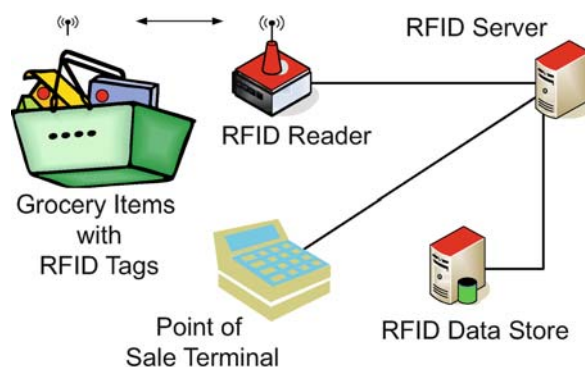 RFID Server
RFID Reader
Grocery Items
with
RFID Tags
Point of
Sale Terminal
RFID Data Store